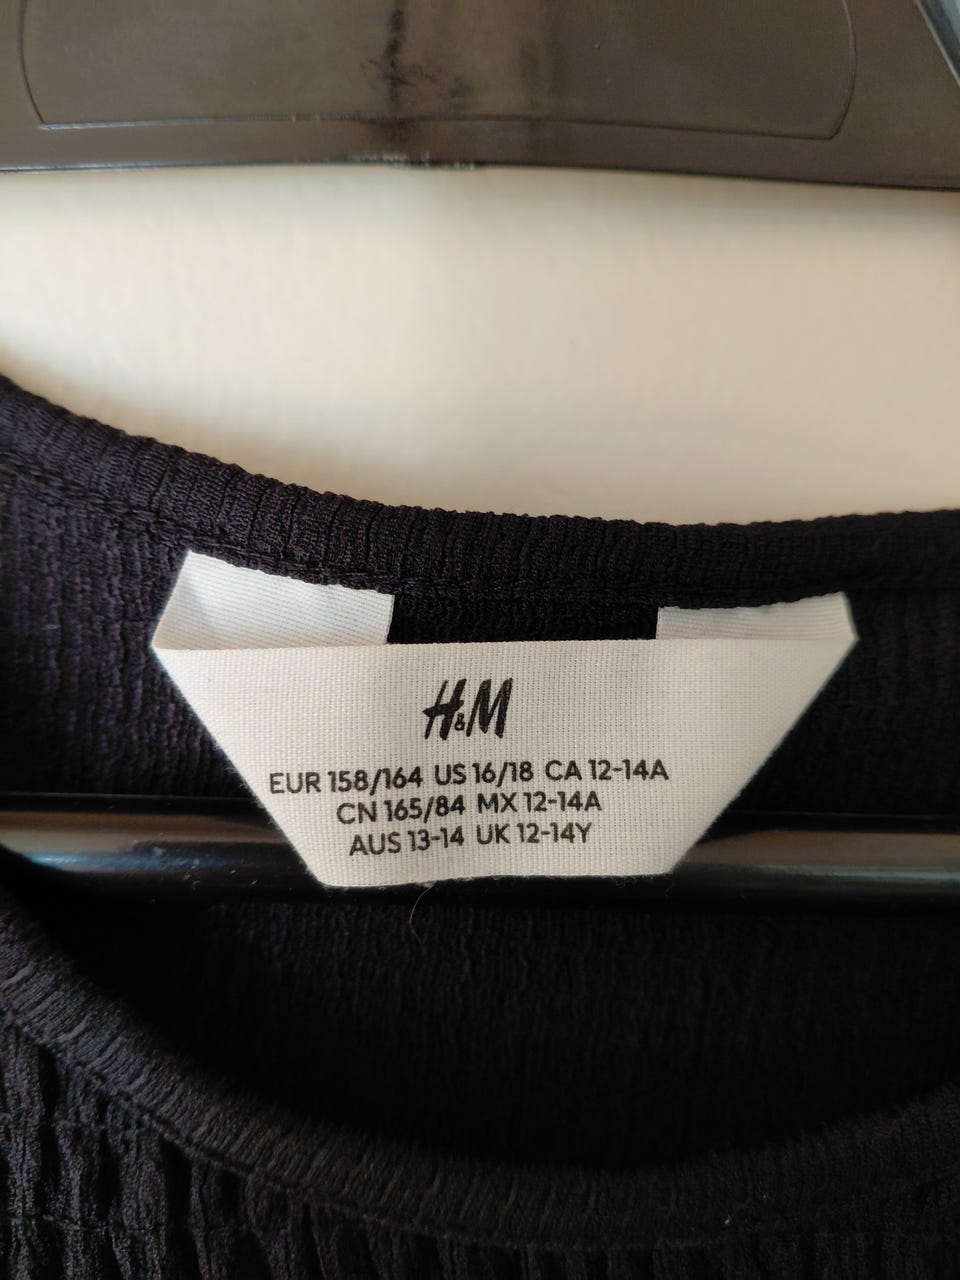 H&M
EUR 158/164 US 16/18 CA 12-14A
CN 165/84 MX 12-14A
AUS 13-14 UK 12-14Y